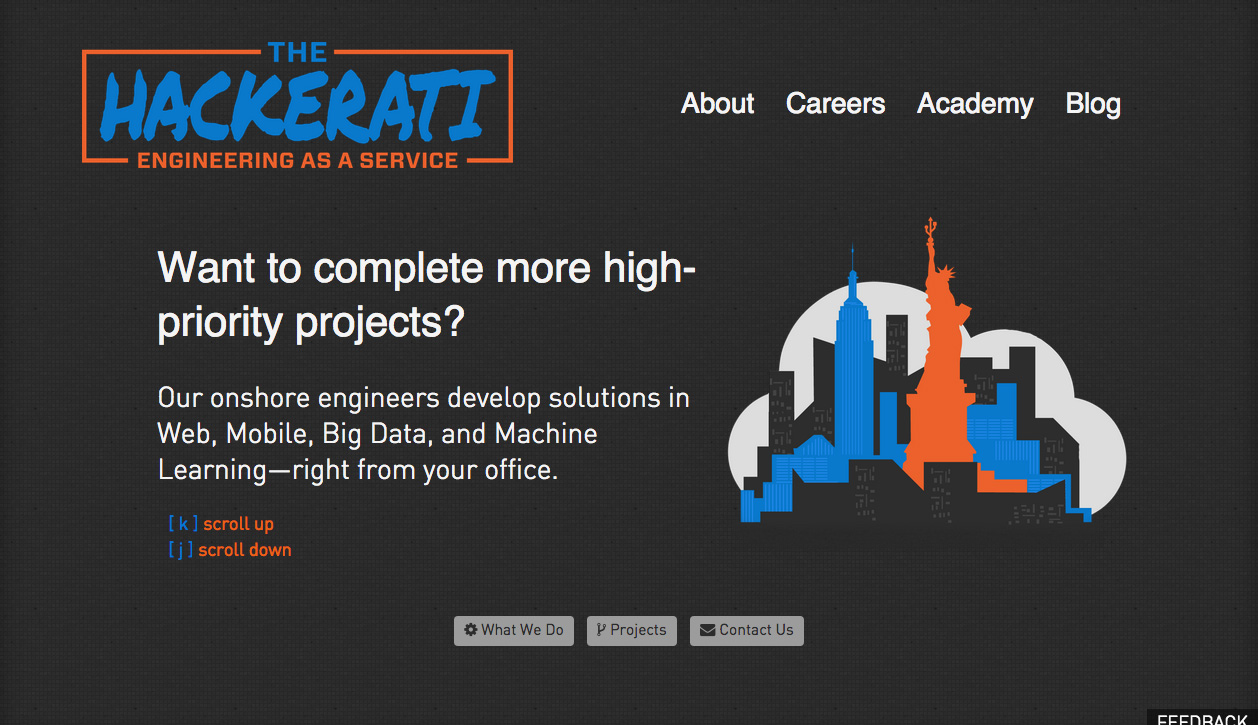 THE
HACKERATI
ENGINEERING AS A SERVICE
About Careers Academy Blog
Want to complete more high-
priority projects?
Our onshore engineers develop solutions in
Web, Mobile, Big Data, and Machine
Learning—right from your office.
[ k ] scroll up
[ j ] scroll down
What We Do Projects Contact Us
FEEDBACK